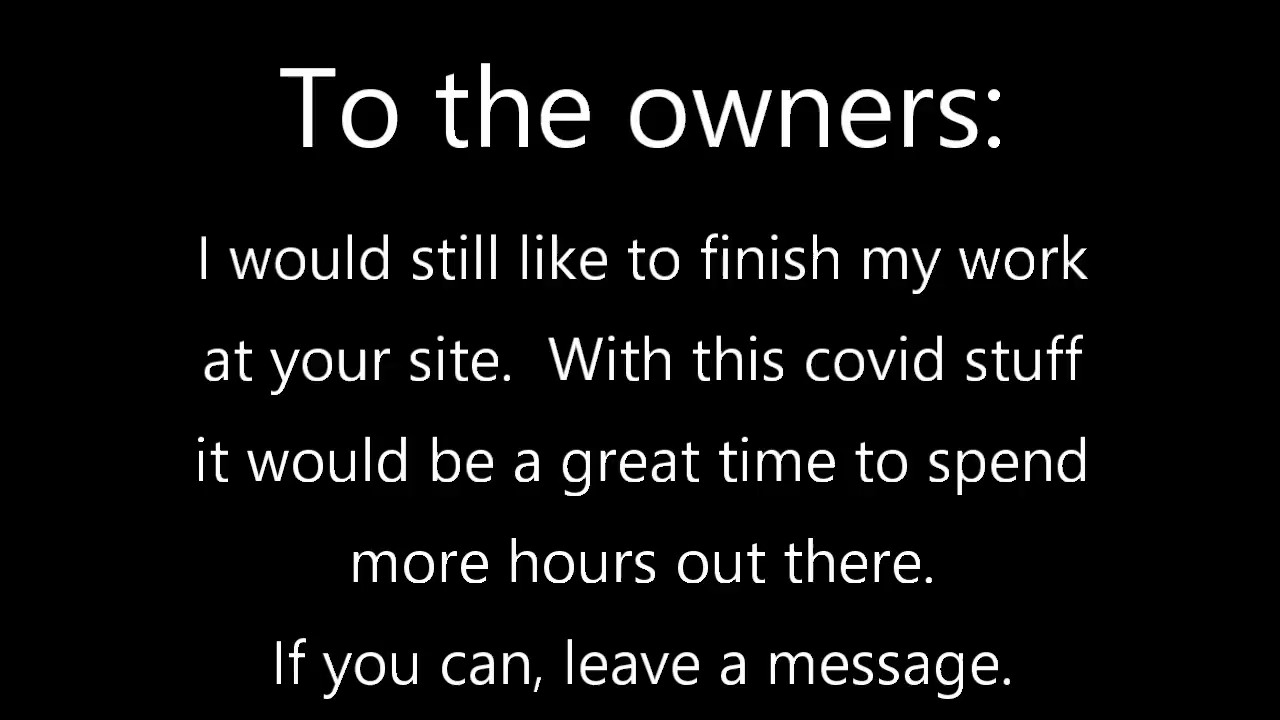 To the owners:
I would still like to finish my work
at your site.  With this covid stuff
it would be a great time to spend
more hours out there.
If you can, leave a message.